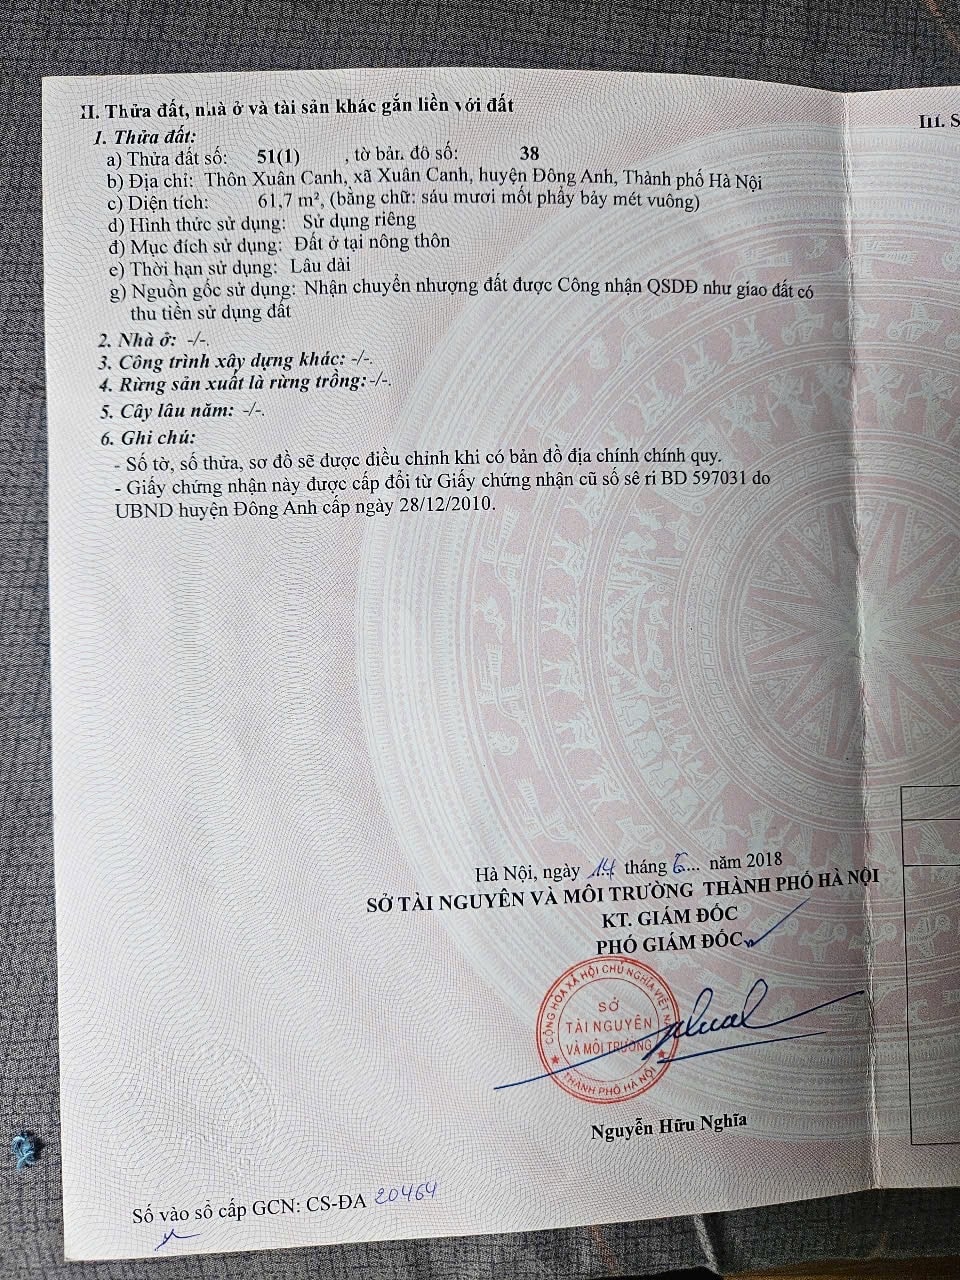 II. Thửa đất, nhà ở và tài sản khác gắn liền với đất
III. S
1. Thửa đất:
a) Thửa đất số: 51(1) , tờ bản đồ số: 38
b) Địa chỉ: Thôn Xuân Canh, xã Xuân Canh, huyện Đông Anh, Thành phố Hà Nội
c) Diện tích: 61,7 m², (bằng chữ: sáu mươi mốt phẩy bảy mét vuông)
d) Hình thức sử dụng: Sử dụng riêng
đ) Mục đích sử dụng: Đất ở tại nông thôn
e) Thời hạn sử dụng: Lâu dài
g) Nguồn gốc sử dụng: Nhận chuyển nhượng đất được Công nhận QSDĐ như giao đất có
thu tiền sử dụng đất
2. Nhà ở: -/-.
3. Công trình xây dựng khác: -/-.
4. Rừng sản xuất là rừng trồng: -/-.
5. Cây lâu năm: -/-.
6. Ghi chú:
- Số tờ, số thửa, sơ đồ sẽ được điều chỉnh khi có bản đồ địa chính chính quy.
- Giấy chứng nhận này được cấp đổi từ Giấy chứng nhận cũ số sê ri BD 597031 do
UBND huyện Đông Anh cấp ngày 28/12/2010.
Hà Nội, ngày 14 tháng 6... năm 2018
SỞ TÀI NGUYÊN VÀ MÔI TRƯỜNG THÀNH PHỐ HÀ NỘI
KT. GIÁM ĐỐC
PHÓ GIÁM ĐỐC
CỘNG HÒA XÃ HỘI CHỦ NGHĨA VIỆT NAM
SỞ
TÀI NGUYÊN
VÀ MÔI TRƯỜNG
THÀNH PHỐ HÀ NỘI
Nguyễn Hữu Nghĩa
Số vào sổ cấp GCN: CS-ĐA 20464